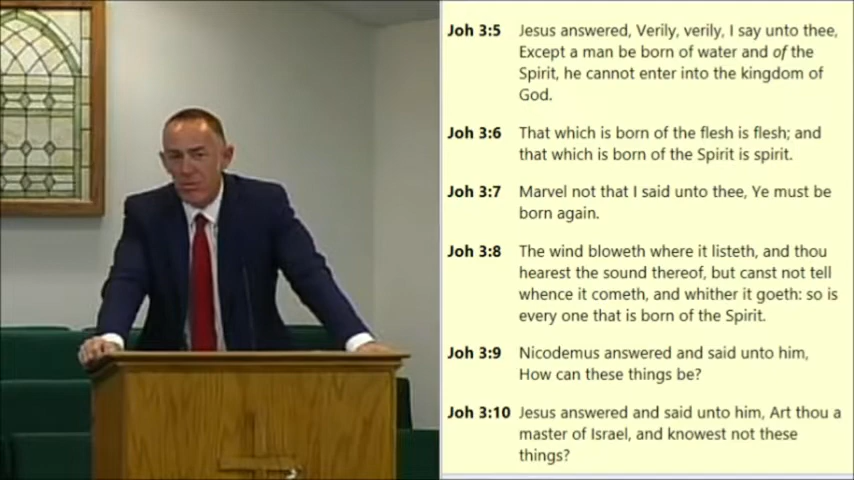 Joh 3:5 Jesus answered, Verily, verily, I say unto thee,
Except a man be born of water and of the
Spirit, he cannot enter into the kingdom of
God.
Joh 3:6 That which is born of the flesh is flesh; and
that which is born of the Spirit is spirit.
Joh 3:7 Marvel not that I said unto thee, Ye must be
born again.
Joh 3:8 The wind bloweth where it listeth, and thou
hearest the sound thereof, but canst not tell
whence it cometh, and whither it goeth: so is
every one that is born of the Spirit.
Joh 3:9 Nicodemus answered and said unto him,
How can these things be?
Joh 3:10 Jesus answered and said unto him, Art thou a
master of Israel, and knowest not these
things?